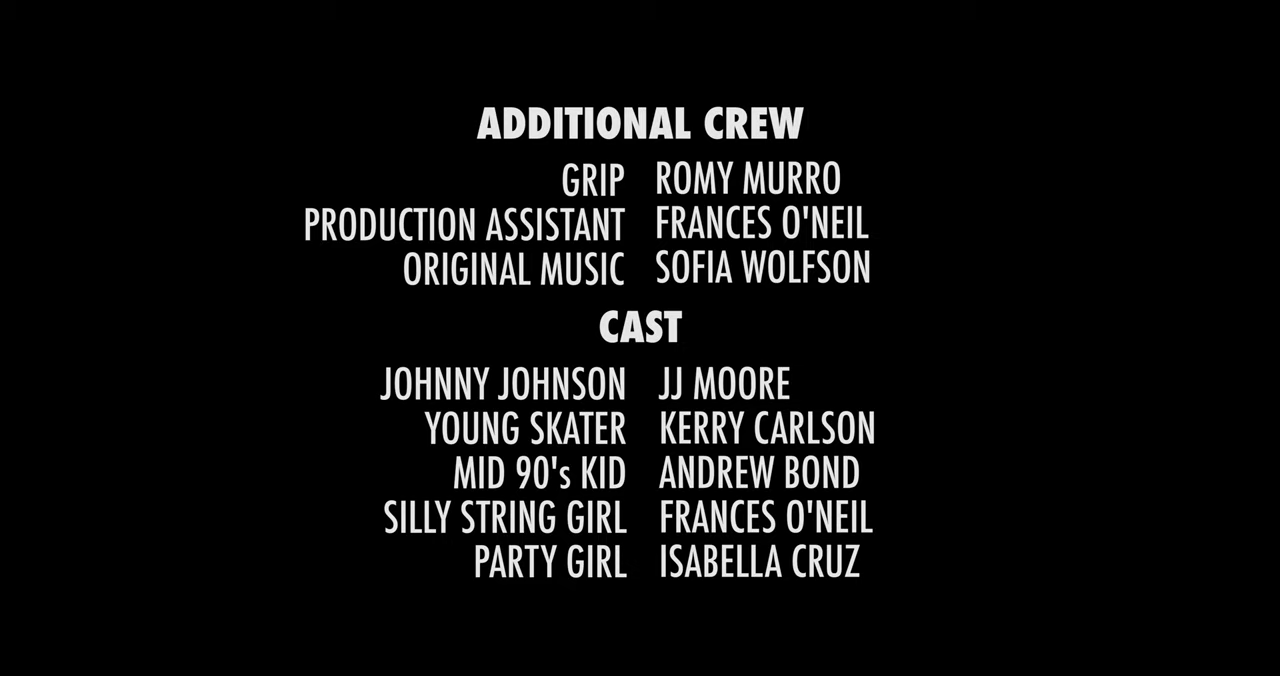 ADDITIONAL CREW
GRIP ROMY MURRO
PRODUCTION ASSISTANT FRANCES O'NEIL
ORIGINAL MUSIC SOFIA WOLFSON
CAST
JOHNNY JOHNSON JJ MOORE
YOUNG SKATER KERRY CARLSON
MID 90's KID ANDREW BOND
SILLY STRING GIRL FRANCES O'NEIL
PARTY GIRL ISABELLA CRUZ